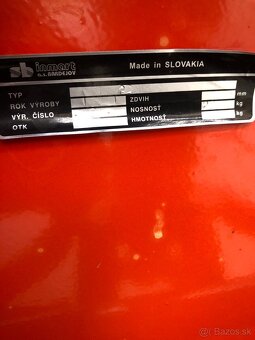 sb inmart Made in SLOVAKIA
a.s. BARDEJOV
TYP ZDVIH mm
ROK VÝROBY NOSNOSŤ kg
VÝR. ČÍSLO HMOTNOSŤ kg
OTK
© Bazos.sk